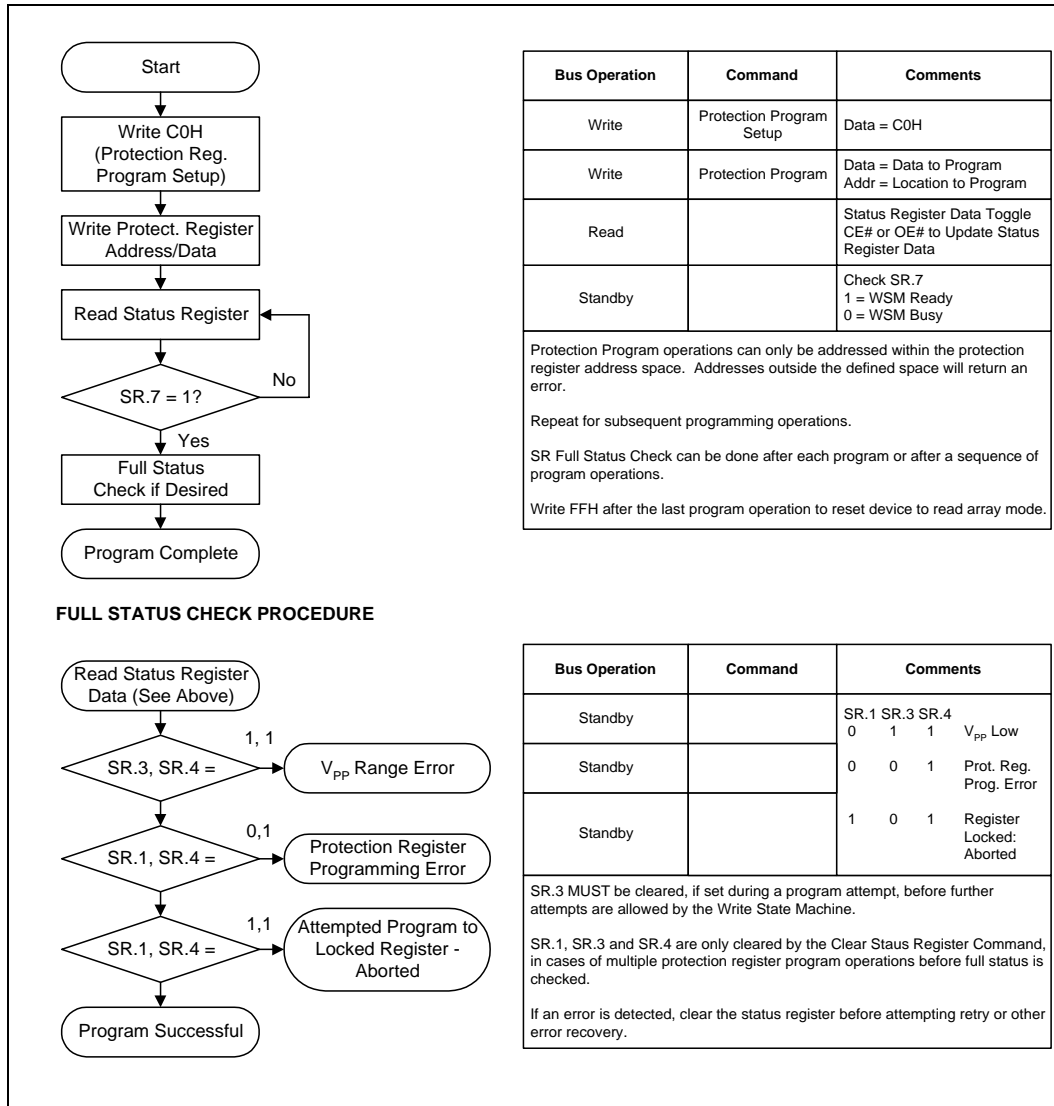 Start
Write C0H
(Protection Reg.
Program Setup)
Write Protect. Register
Address/Data
Read Status Register
No
SR.7 = 1?
Yes
Full Status
Check if Desired
Program Complete
Bus Operation Command Comments
Write Protection Program
Setup Data = C0H
Write Protection Program Data = Data to Program
Addr = Location to Program
Read Status Register Data Toggle
CE# or OE# to Update Status
Register Data
Standby Check SR.7
1 = WSM Ready
0 = WSM Busy
Protection Program operations can only be addressed within the protection
register address space. Addresses outside the defined space will return an
error.
Repeat for subsequent programming operations.
SR Full Status Check can be done after each program or after a sequence of
program operations.
Write FFH after the last program operation to reset device to read array mode.
FULL STATUS CHECK PROCEDURE
Read Status Register
Data (See Above)
1, 1
SR.3, SR.4 = VPP Range Error
0,1
SR.1, SR.4 = Protection Register
Programming Error
1,1
SR.1, SR.4 = Attempted Program to
Locked Register -
Aborted
Program Successful
Bus Operation Command Comments
Standby SR.1 SR.3 SR.4
0 1 1 VPP Low
Standby 0 0 1 Prot. Reg.
Prog. Error
Standby 1 0 1 Register
Locked:
Aborted
SR.3 MUST be cleared, if set during a program attempt, before further
attempts are allowed by the Write State Machine.
SR.1, SR.3 and SR.4 are only cleared by the Clear Staus Register Command,
in cases of multiple protection register program operations before full status is
checked.
If an error is detected, clear the status register before attempting retry or other
error recovery.